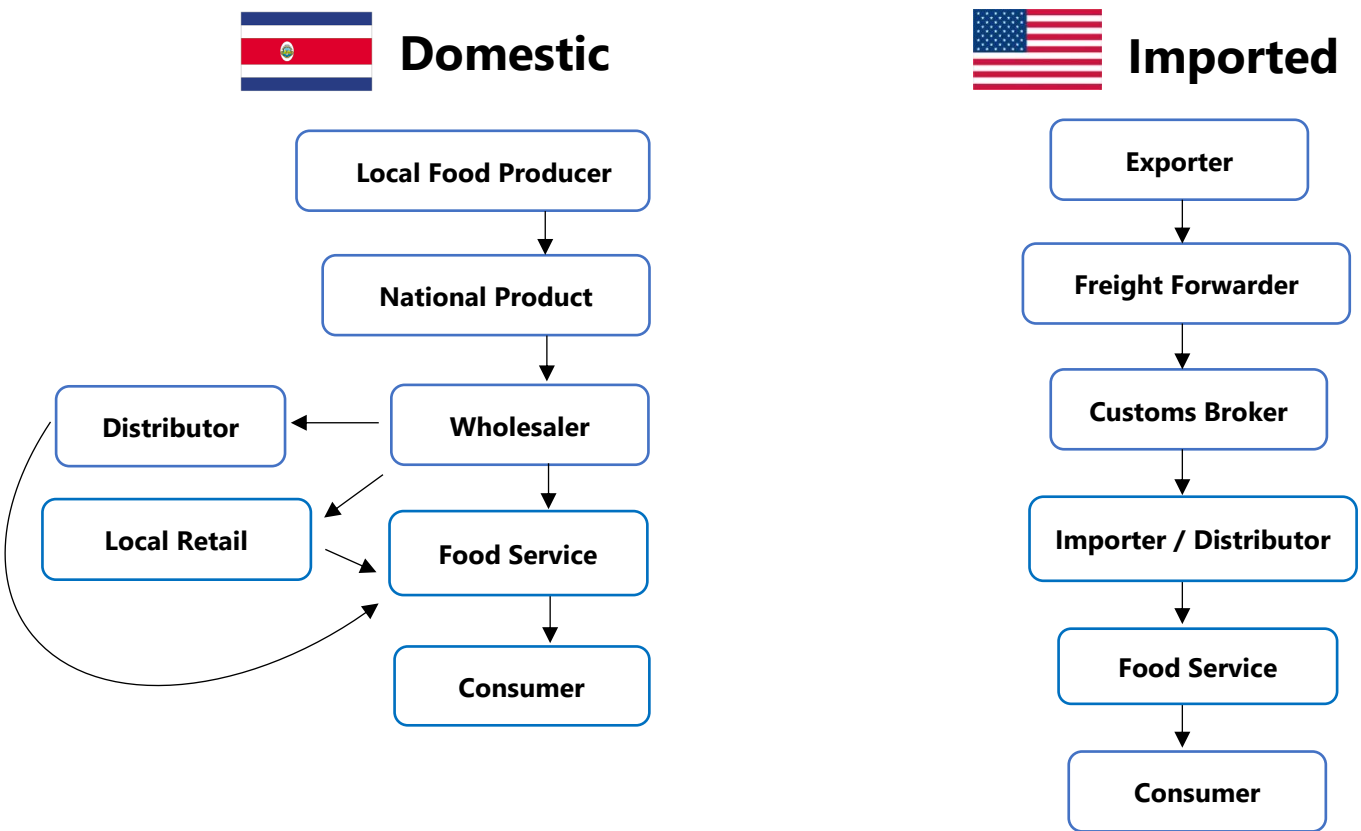 Domestic
Local Food Producer
National Product
Distributor
Wholesaler
Local Retail
Food Service
Consumer
Imported
Exporter
Freight Forwarder
Customs Broker
Importer / Distributor
Food Service
Consumer